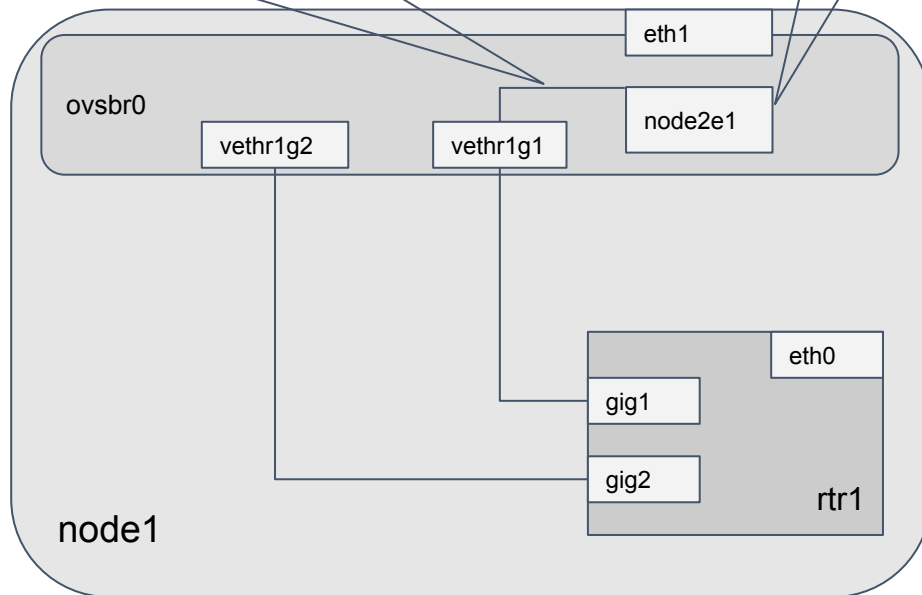 eth1
ovsbr0
node2e1
vethr1g2
vethr1g1
eth0
gig1
gig2
rtr1
node1